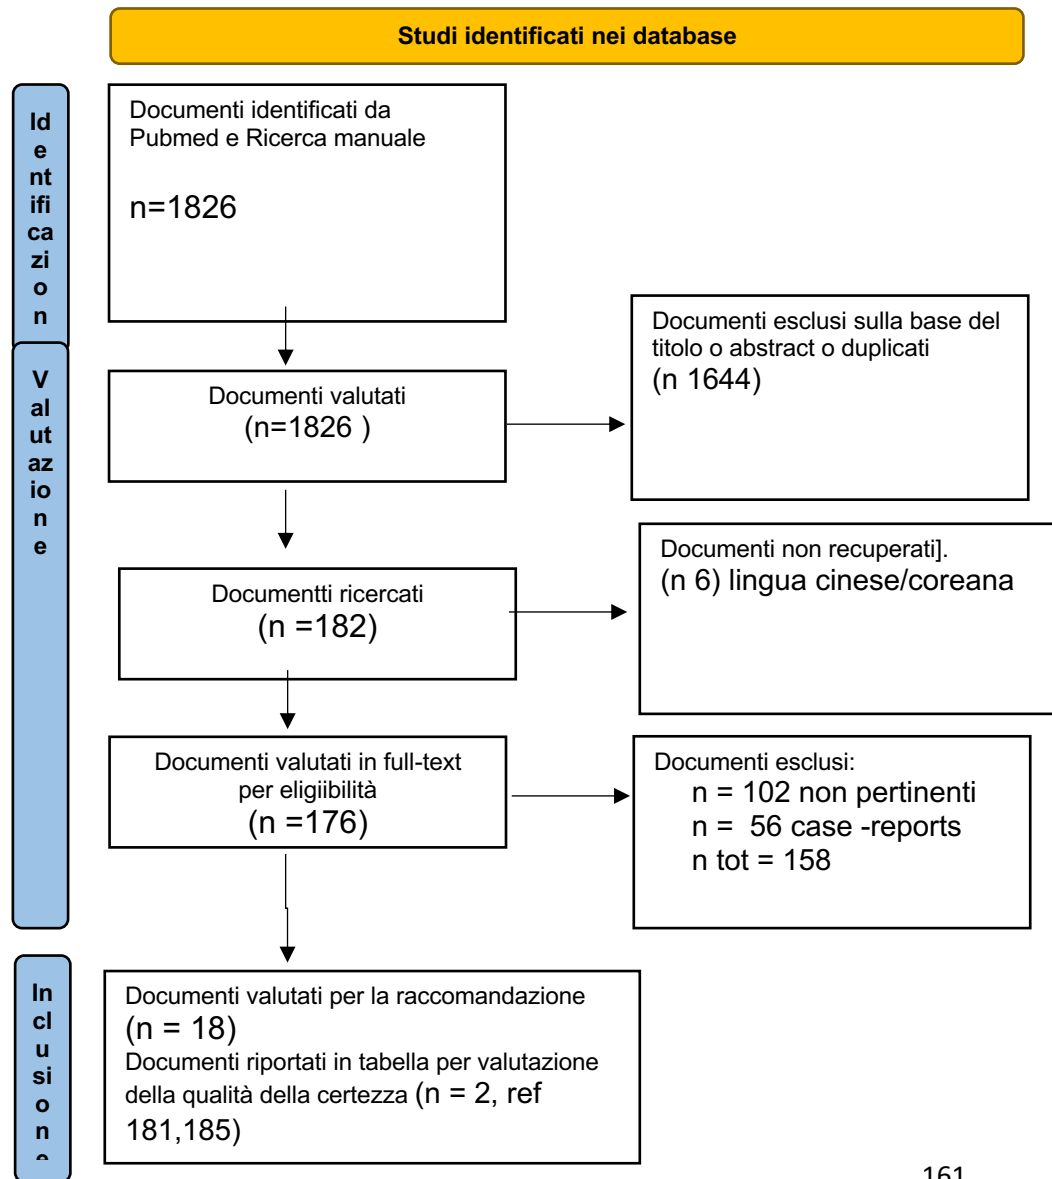 Studi identificati nei database
Id
e
nt
ifi
ca
zi
o
n
Documenti identificati da
Pubmed e Ricerca manuale
n=1826
V
al
ut
az
io
n
e
Documenti valutati
(n=1826 )
Documenti esclusi sulla base del
titolo o abstract o duplicati
(n 1644)
Documentti ricercati
(n =182)
Documenti non recuperati].
(n 6) lingua cinese/coreana
Documenti valutati in full-text
per eligiibilità
(n =176)
Documenti esclusi:
n = 102 non pertinenti
n =  56 case -reports
n tot = 158
In
cl
u
si
o
n
e
Documenti valutati per la raccomandazione
(n = 18)
Documenti riportati in tabella per valutazione
della qualità della certezza (n = 2, ref
181,185)
161